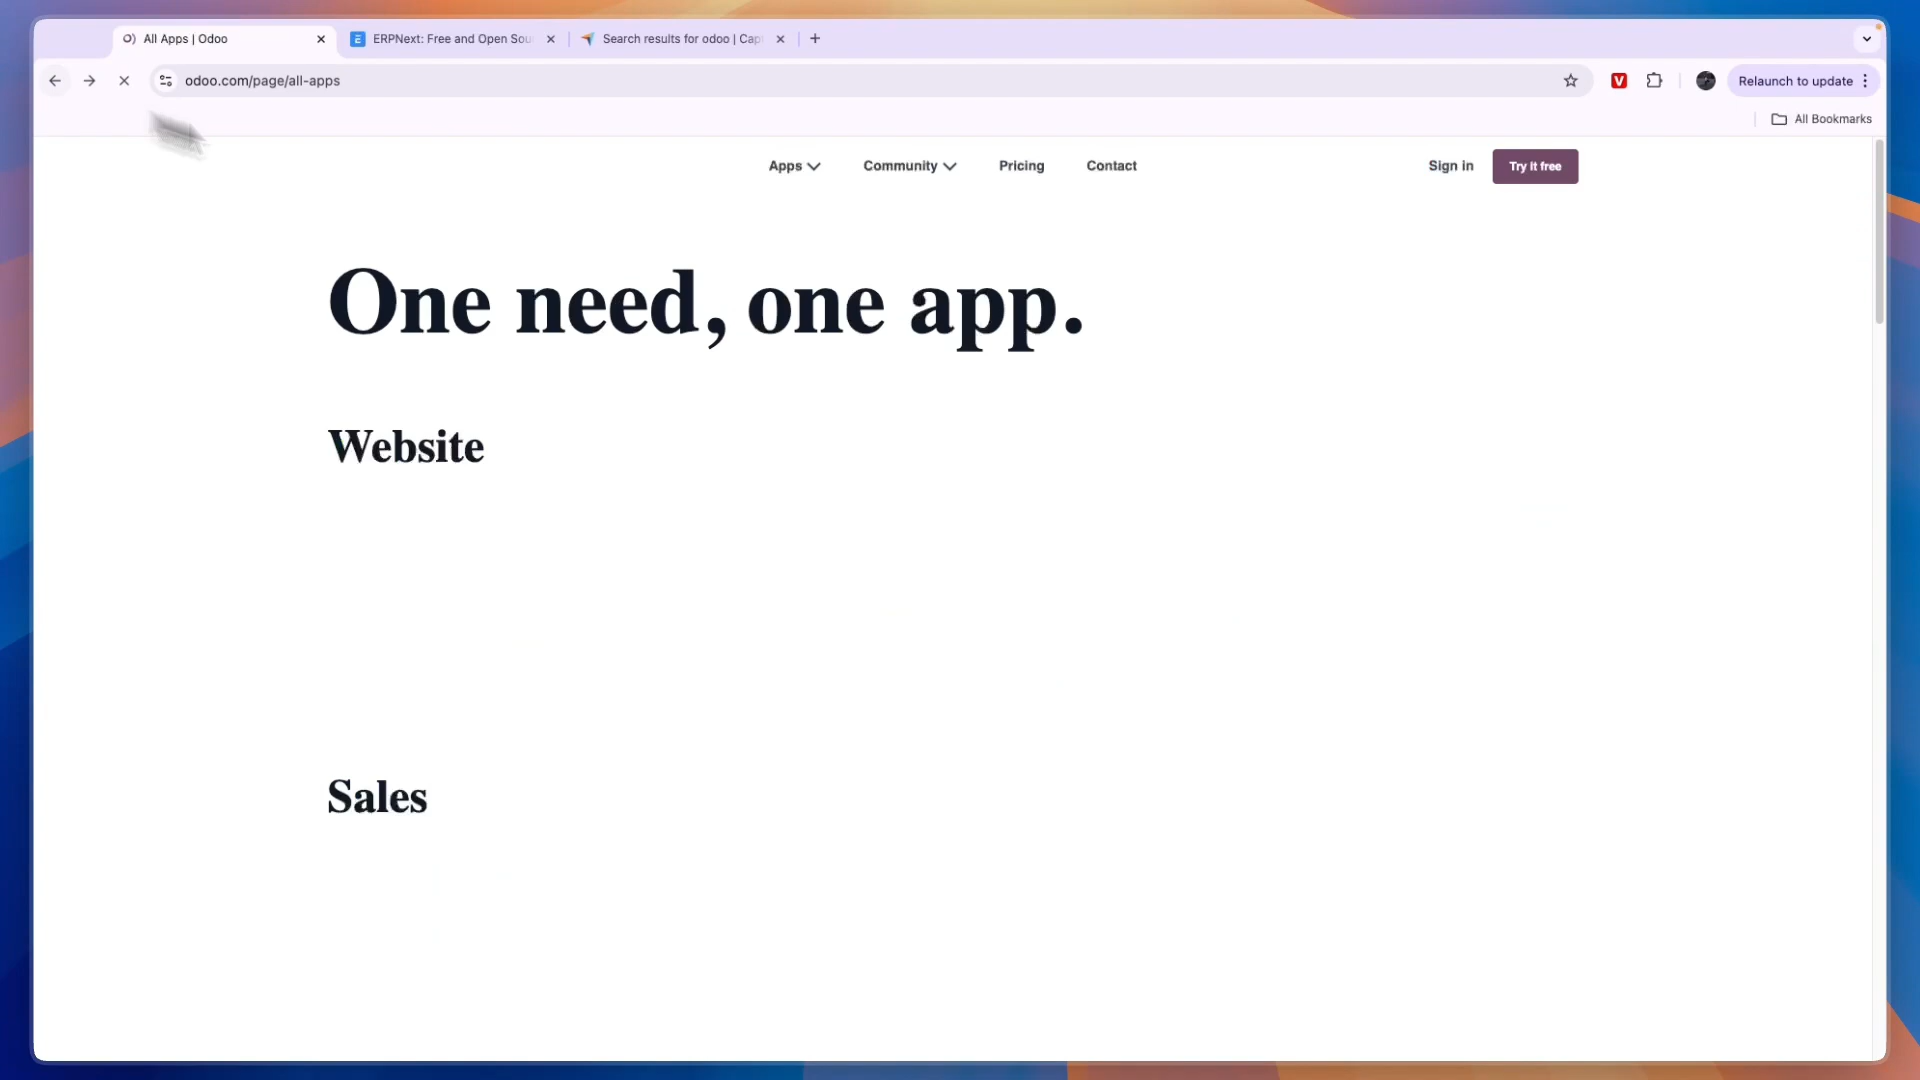 All Apps | Odoo
ERPNext: Free and Open Sou
Search results for odoo | Cap
odoo.com/page/all-apps
Relaunch to update
All Bookmarks
Apps
Community
Pricing
Contact
Sign in
Try it free
One need, one app.
Website
Sales